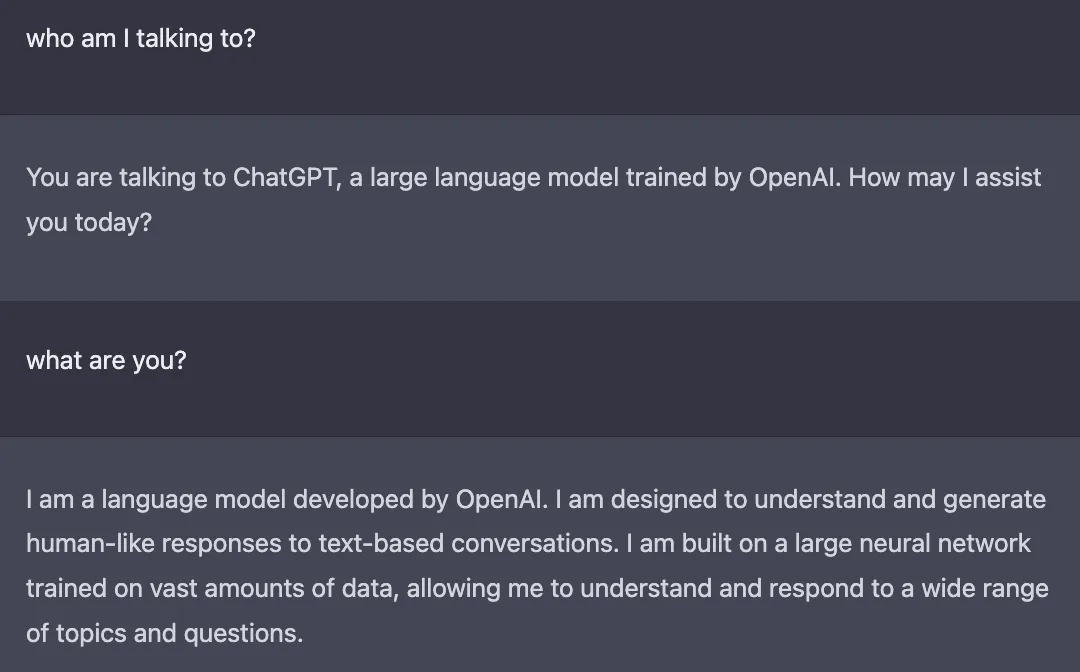 who am I talking to?
You are talking to ChatGPT, a large language model trained by OpenAI. How may I assist
you today?
what are you?
I am a language model developed by OpenAI. I am designed to understand and generate
human-like responses to text-based conversations. I am built on a large neural network
trained on vast amounts of data, allowing me to understand and respond to a wide range
of topics and questions.